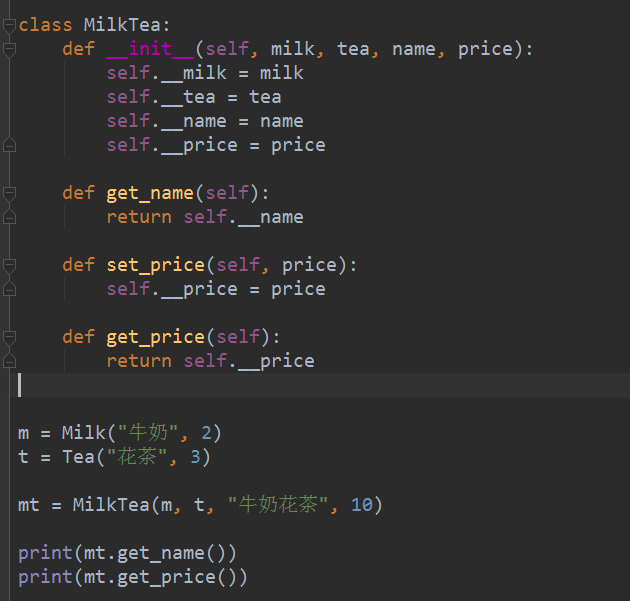 class MilkTea:
    def __init__(self, milk, tea, name, price):
        self.__milk = milk
        self.__tea = tea
        self.__name = name
        self.__price = price

    def get_name(self):
        return self.__name

    def set_price(self, price):
        self.__price = price

    def get_price(self):
        return self.__price

m = Milk("牛奶", 2)
t = Tea("花茶", 3)

mt = MilkTea(m, t, "牛奶花茶", 10)

print(mt.get_name())
print(mt.get_price())